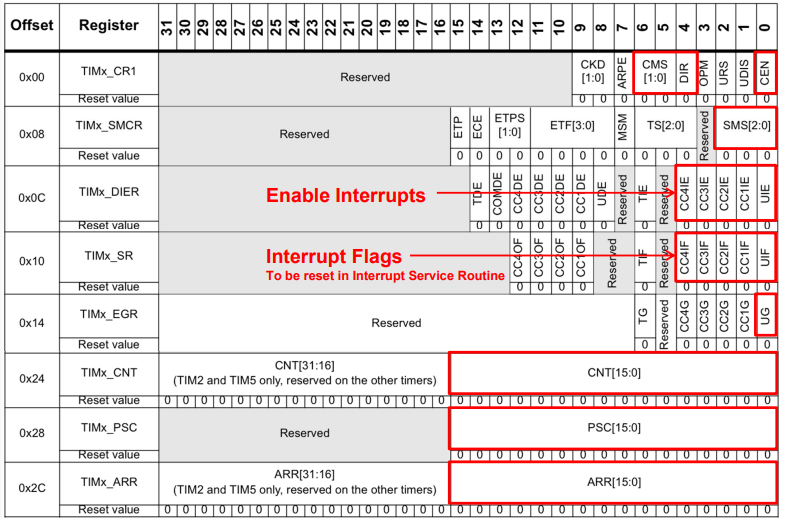 Offset Register 31 30 29 28 27 26 25 24 23 22 21 20 19 18 17 16 15 14 13 12 11 10 9 8 7 6 5 4 3 2 1 0
0x00 TIMx_CR1 Reserved CKD [1:0] ARPE CMS [1:0] DIR OPM URS UDIS CEN
Reset value 0 0 0 0 0 0 0 0 0 0
0x08 TIMx_SMCR Reserved ETP ECE ETPS [1:0] ETF[3:0] MSM TS[2:0] Reserved SMS[2:0]
Reset value 0 0 0 0 0 0 0 0 0 0 0 0 0 0 0
0x0C TIMx_DIER Enable Interrupts TDE COMDE CC4DE CC3DE CC2DE CC1DE UDE Reserved TIE Reserved CC4IE CC3IE CC2IE CC1IE UIE
Reset value 0 0 0 0 0 0 0 0 0 0 0 0 0
0x10 TIMx_SR Interrupt Flags CC4OF CC3OF CC2OF CC1OF Reserved TIF Reserved CC4IF CC3IF CC2IF CC1IF UIF
To be reset in Interrupt Service Routine
Reserved
Reset value 0 0 0 0 0 0 0 0 0 0
0x14 TIMx_EGR Reserved TG Reserved CC4G CC3G CC2G CC1G UG
Reset value 0 0 0 0 0 0
0x24 TIMx_CNT CNT[31:16] CNT[15:0]
(TIM2 and TIM5 only, reserved on the other timers)
Reset value 0 0 0 0 0 0 0 0 0 0 0 0 0 0 0 0 0 0 0 0 0 0 0 0 0 0 0 0 0 0 0 0
0x28 TIMx_PSC Reserved PSC[15:0]
Reset value 0 0 0 0 0 0 0 0 0 0 0 0 0 0 0 0
0x2C TIMx_ARR ARR[31:16] ARR[15:0]
(TIM2 and TIM5 only, reserved on the other timers)
Reset value 0 0 0 0 0 0 0 0 0 0 0 0 0 0 0 0 0 0 0 0 0 0 0 0 0 0 0 0 0 0 0 0